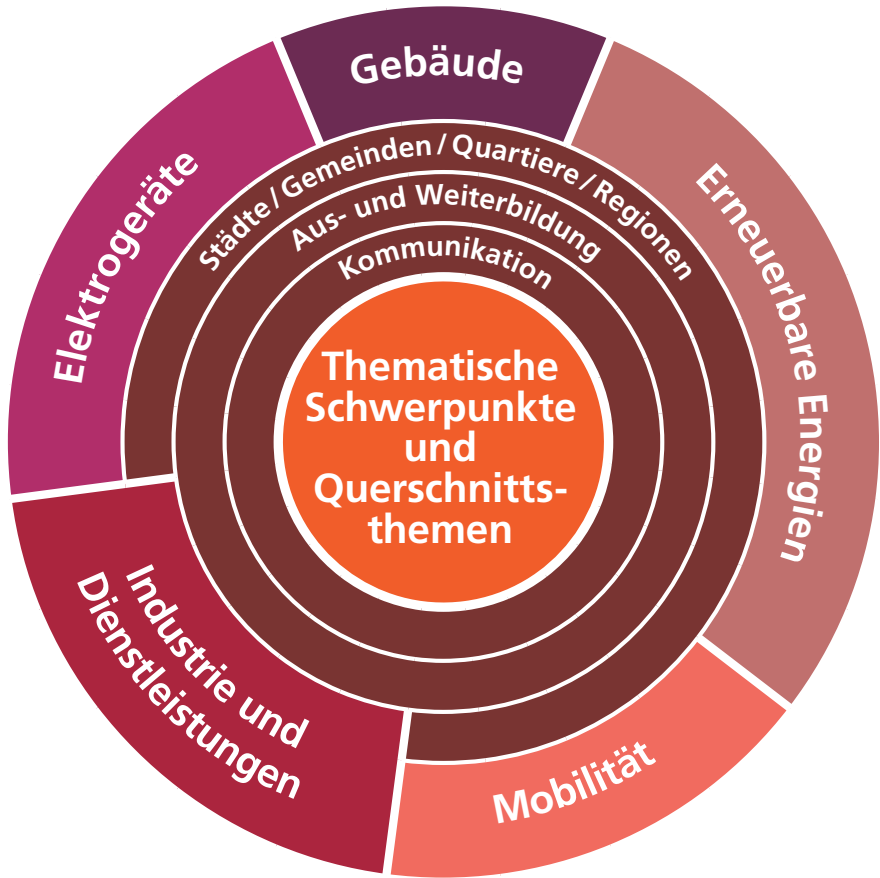 Gebäude
Erneuerbare Energien
Mobilität
Industrie und
Dienstleistungen
Elektrogeräte
Städte / Gemeinden / Quartiere / Regionen
Aus- und Weiterbildung
Kommunikation
Thematische
Schwerpunkte
und
Querschnitts-
themen